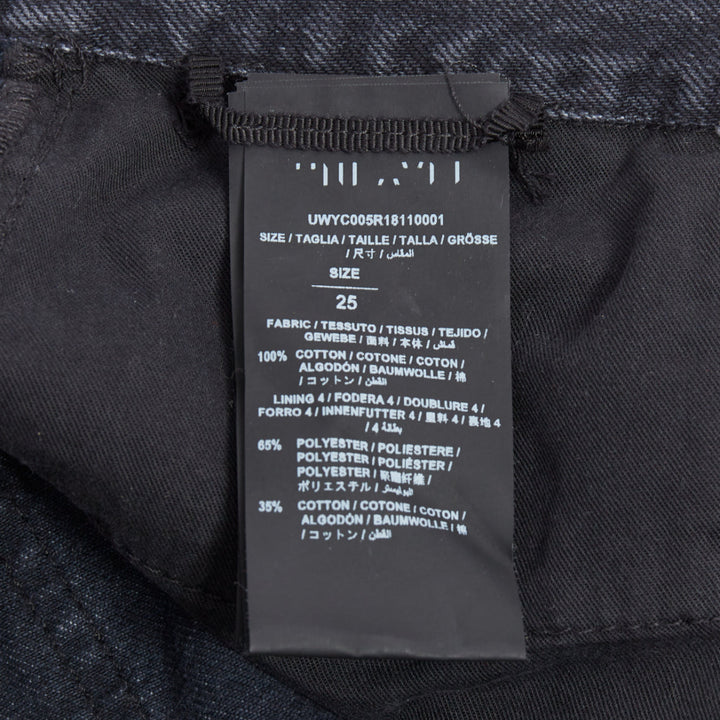 UWYC005R18110001
SIZE / TAGLIA / TAILLE / TALLA / GRÖSSE
/ 尺寸 / المقاس
SIZE
25
FABRIC / TESSUTO / TISSUS / TEJIDO /
GEWEBE / 面料 / 本体 / قماش
100% COTTON / COTONE / COTON /
ALGODÓN / BAUMWOLLE / 棉
/ コットン / القطن
LINING 4 / FODERA 4 / DOUBLURE 4 /
FORRO 4 / INNENFUTTER 4 / 里料 4 / 裏地 4
/ بطانة 4
65% POLYESTER / POLIESTERE /
POLYESTER / POLIÉSTER /
POLYESTER / 聚酯纤维 /
ポリエステル /
35% COTTON / COTONE / COTON /
ALGODÓN / BAUMWOLLE / 棉
/ コットン / القطن